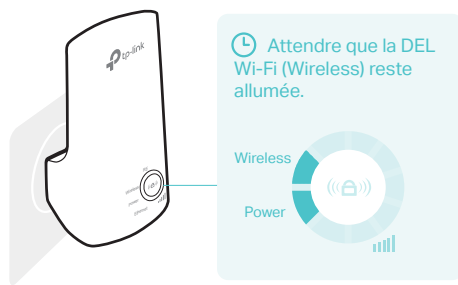 tp-link
Attendre que la DEL
Wi-Fi (Wireless) reste
allumée.
Wireless
Power